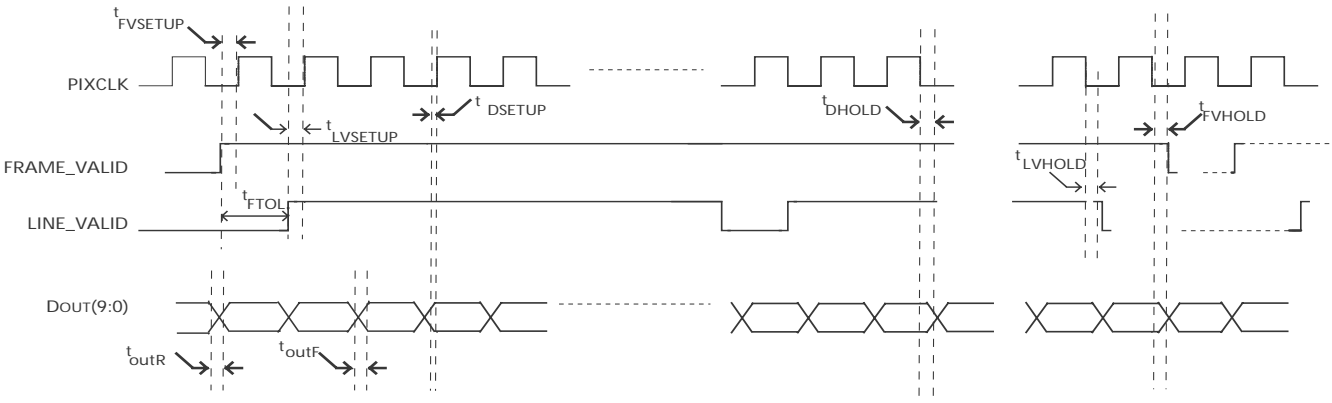 tFVSETUP
PIXCLK
t DSETUP
tDHOLD
tFVHOLD
tLVSETUP
FRAME_VALID
tLVHOLD
tFTOL
LINE_VALID
DOUT(9:0)
toutR
toutF